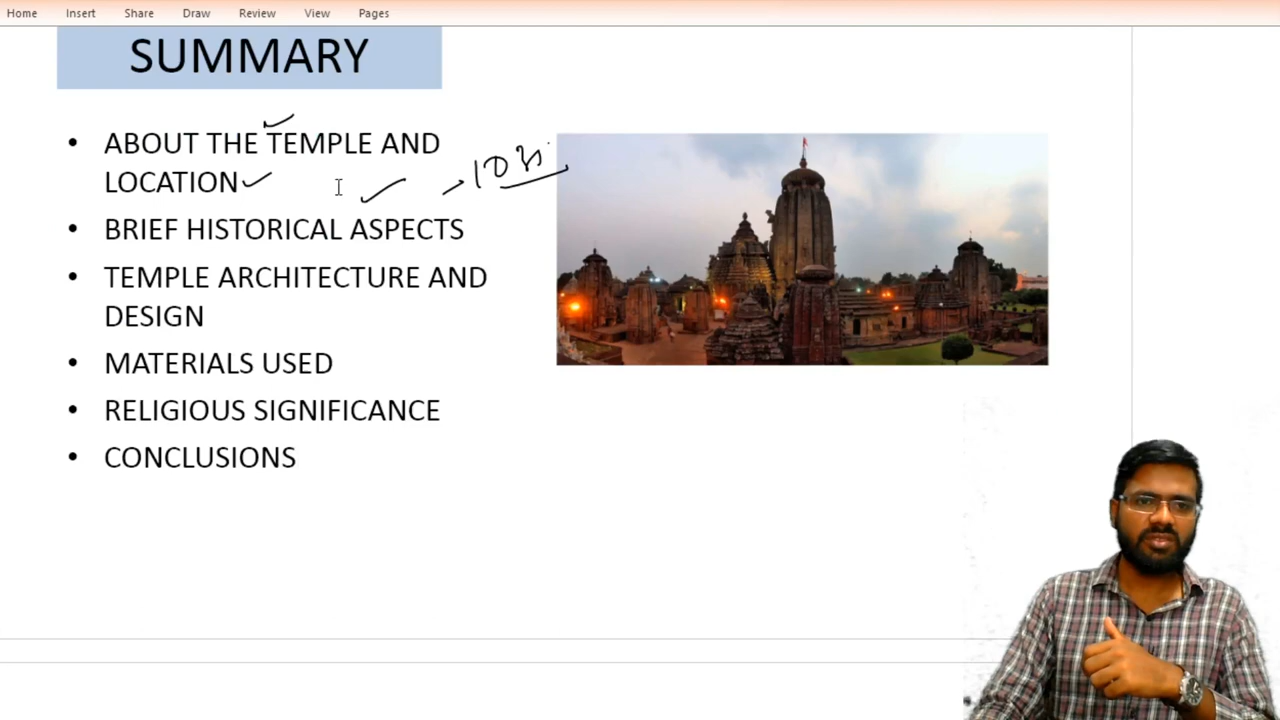 Home Insert Share Draw Review View Pages
SUMMARY
• ABOUT THE TEMPLE AND
LOCATION
• BRIEF HISTORICAL ASPECTS
• TEMPLE ARCHITECTURE AND
DESIGN
• MATERIALS USED
• RELIGIOUS SIGNIFICANCE
• CONCLUSIONS